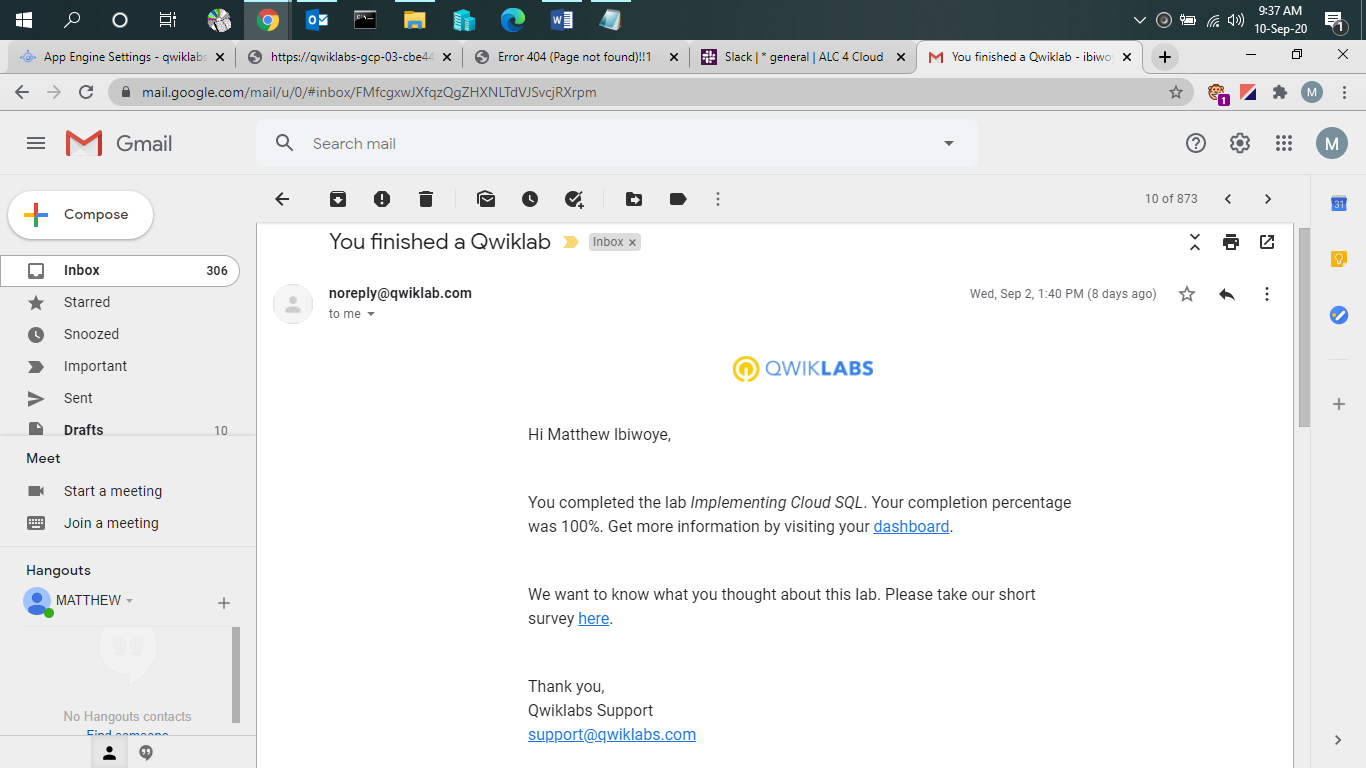 9:37 AM
10-Sep-20
1
App Engine Settings - qwiklabs
https://qwiklabs-gcp-03-cbe44
Error 404 (Page not found)!!1
Slack | * general | ALC 4 Cloud
You finished a Qwiklab - ibiwo
mail.google.com/mail/u/0/#inbox/FMfcgxwJXfqzQgZHXNLTdVJSvcjRXrpm
1
M
Gmail
Search mail
M
Compose
10 of 873
31
You finished a Qwiklab
Inbox ×
Inbox 306
Starred
Snoozed
Important
Sent
Drafts 10
Meet
Start a meeting
Join a meeting
Hangouts
MATTHEW
No Hangouts contacts
Find someone
noreply@qwiklab.com
Wed, Sep 2, 1:40 PM (8 days ago)
to me
QWIKLABS
Hi Matthew Ibiwoye,
You completed the lab Implementing Cloud SQL. Your completion percentage
was 100%. Get more information by visiting your dashboard.
We want to know what you thought about this lab. Please take our short
survey here.
Thank you,
Qwiklabs Support
support@qwiklabs.com